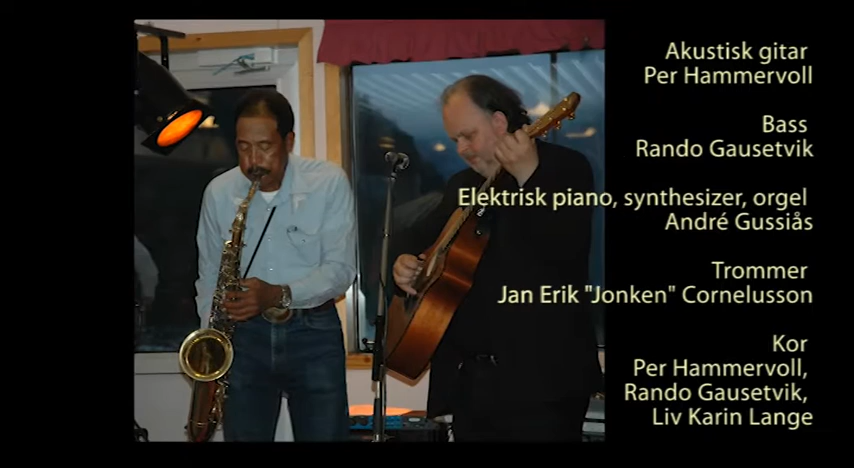 Akustisk gitar
Per Hammervoll
Bass
Rando Gausetvik
Elektrisk piano, synthesizer, orgel
André Gussiås
Trommer
Jan Erik "Jonken" Cornelusson
Kor
Per Hammervoll,
Rando Gausetvik,
Liv Karin Lange